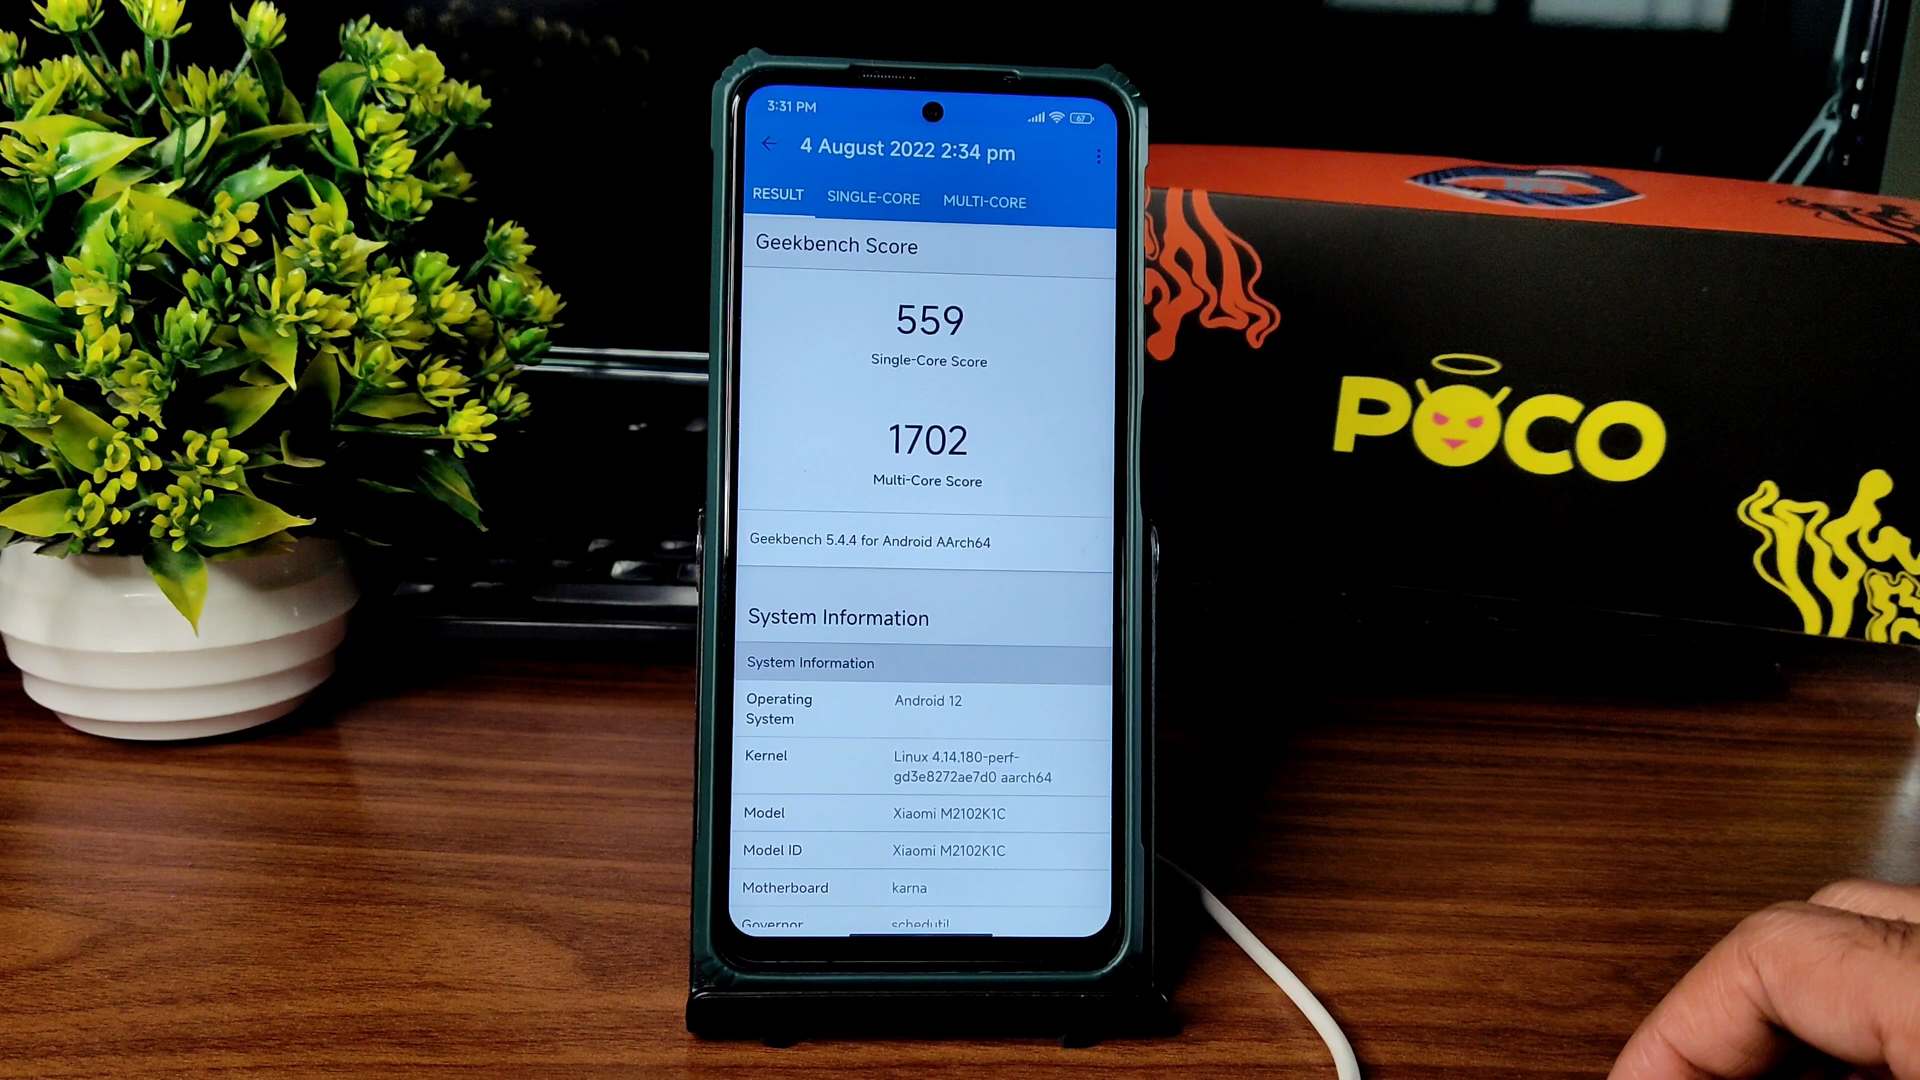 3:31 PM
67
4 August 2022 2:34 pm
RESULT SINGLE-CORE MULTI-CORE
Geekbench Score
559
Single-Core Score
1702
Multi-Core Score
Geekbench 5.4.4 for Android AArch64
System Information
System Information
Operating System
Android 12
Kernel
Linux 4.14.180-perf-
gd3e8272ae7d0 aarch64
Model Xiaomi M2102K1C
Model ID Xiaomi M2102K1C
Motherboard karna
Governor schedutil
POCO